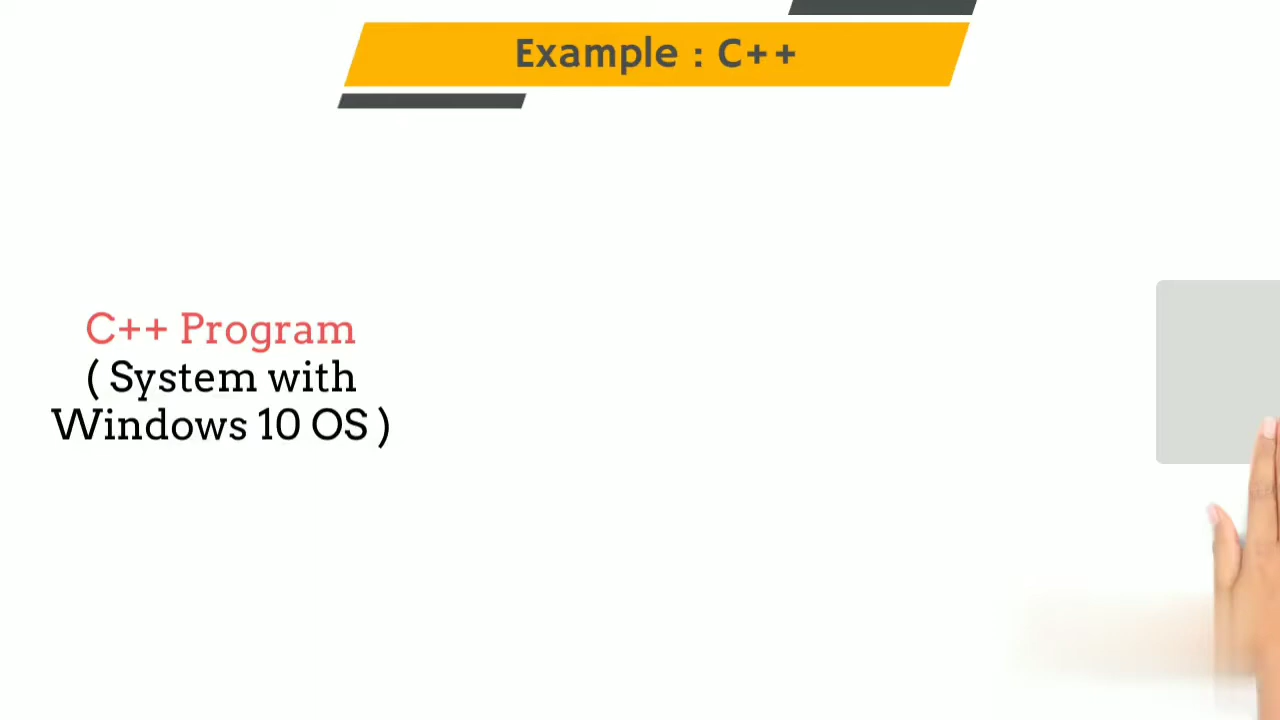 Example : C++
C++ Program
( System with
Windows 10 OS )